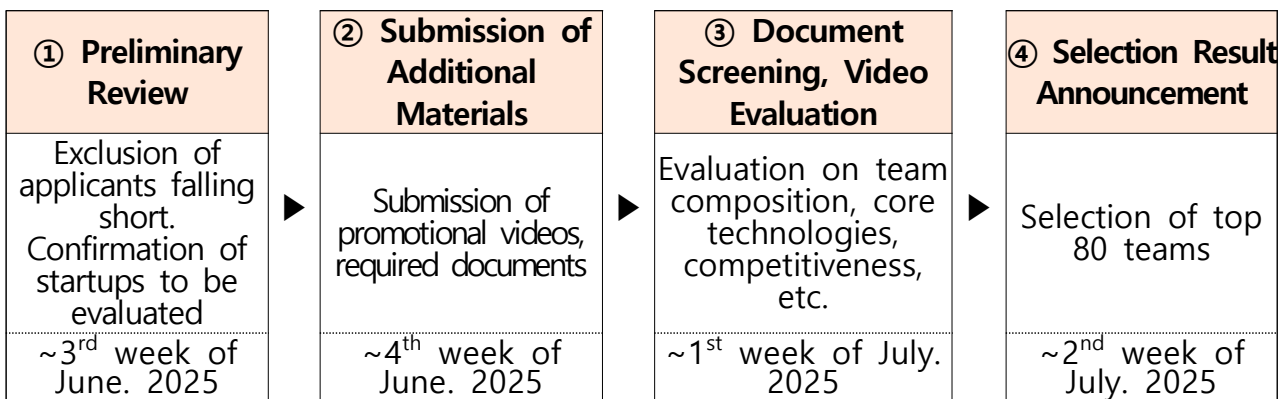 ① Preliminary
Review
Exclusion of
applicants falling
short.
Confirmation of
startups to be
evaluated
~3rd week of
June. 2025
▶
② Submission of
Additional
Materials
Submission of
promotional videos,
required documents
~4th week of
June. 2025
▶
③ Document
Screening, Video
Evaluation
Evaluation on team
composition, core
technologies,
competitiveness,
etc.
~1st week of July.
2025
▶
④ Selection Result
Announcement
Selection of top
80 teams
~2nd week of
July. 2025